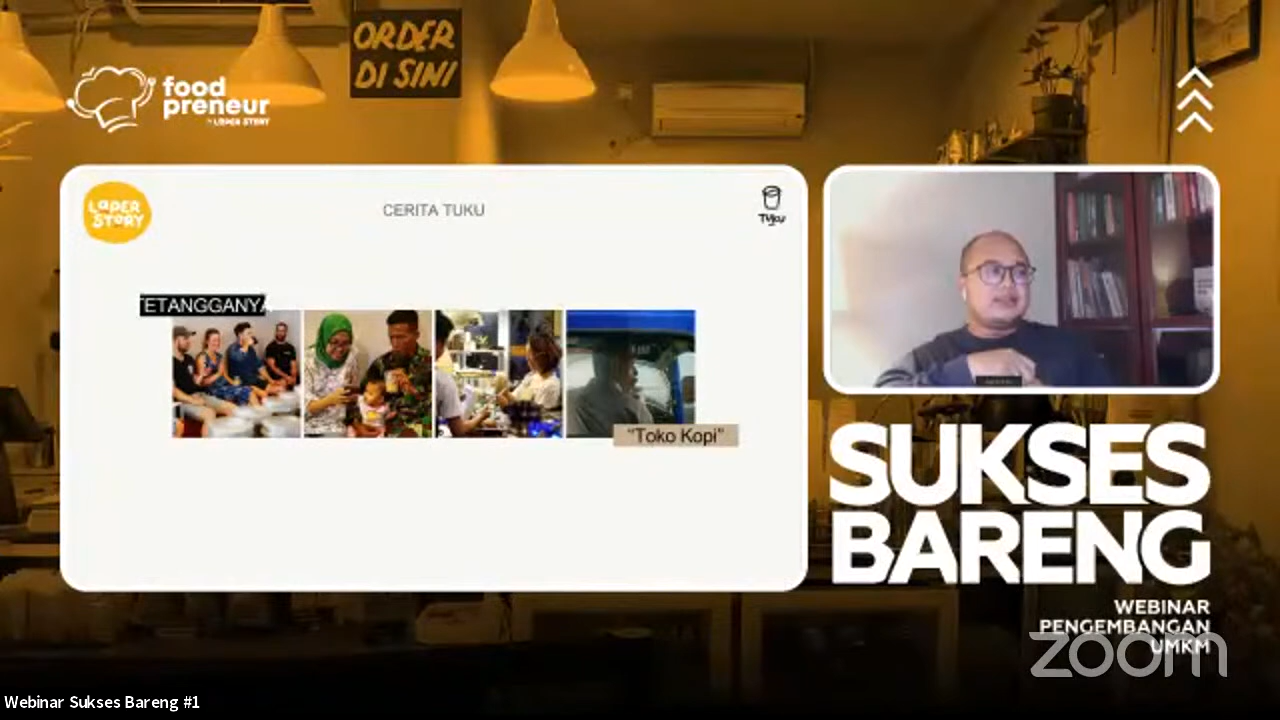 ORDER
DI SINI
food
preneur
by LAPER STORY
LAPER
STORY
CERITA TUKU
TUKU
TETANGGANYA
"Toko Kopi"
SUKSES
BARENG
WEBINAR
PENGEMBANGAN
UMKM
zoom
Webinar Sukses Bareng #1